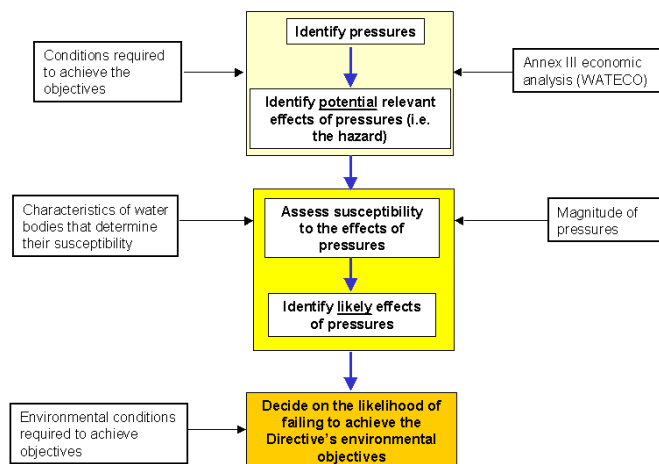 Identify pressures
Conditions required
to achieve the
objectives
Annex III economic
analysis (WATECO)
Identify potential relevant
effects of pressures (i.e.
the hazard)
Characteristics of water
bodies that determine
their susceptibility
Assess susceptibility
to the effects of
pressures
Magnitude of
pressures
Identify likely effects
of pressures
Environmental conditions
required to achieve
objectives
Decide on the likelihood of
failing to achieve the
Directive's environmental
objectives